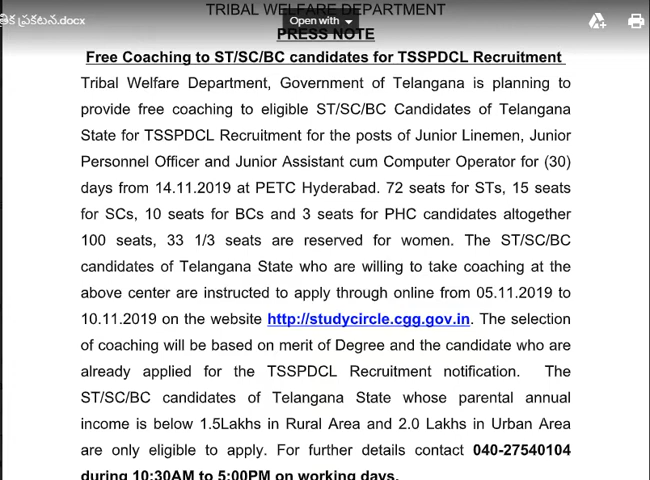 TRIBAL WELFARE DEPARTMENT
ప్రకటన.docx
Open with
PRESS NOTE
Free Coaching to ST/SC/BC candidates for TSSPDCL Recruitment
Tribal Welfare Department, Government of Telangana is planning to
provide free coaching to eligible ST/SC/BC Candidates of Telangana
State for TSSPDCL Recruitment for the posts of Junior Linemen, Junior
Personnel Officer and Junior Assistant cum Computer Operator for (30)
days from 14.11.2019 at PETC Hyderabad. 72 seats for STs, 15 seats
for SCs, 10 seats for BCs and 3 seats for PHC candidates altogether
100 seats, 33 1/3 seats are reserved for women. The ST/SC/BC
candidates of Telangana State who are willing to take coaching at the
above center are instructed to apply through online from 05.11.2019 to
10.11.2019 on the website http://studycircle.cgg.gov.in. The selection
of coaching will be based on merit of Degree and the candidate who are
already applied for the TSSPDCL Recruitment notification. The
ST/SC/BC candidates of Telangana State whose parental annual
income is below 1.5Lakhs in Rural Area and 2.0 Lakhs in Urban Area
are only eligible to apply. For further details contact 040-27540104
during 10:30AM to 5:00PM on working days.